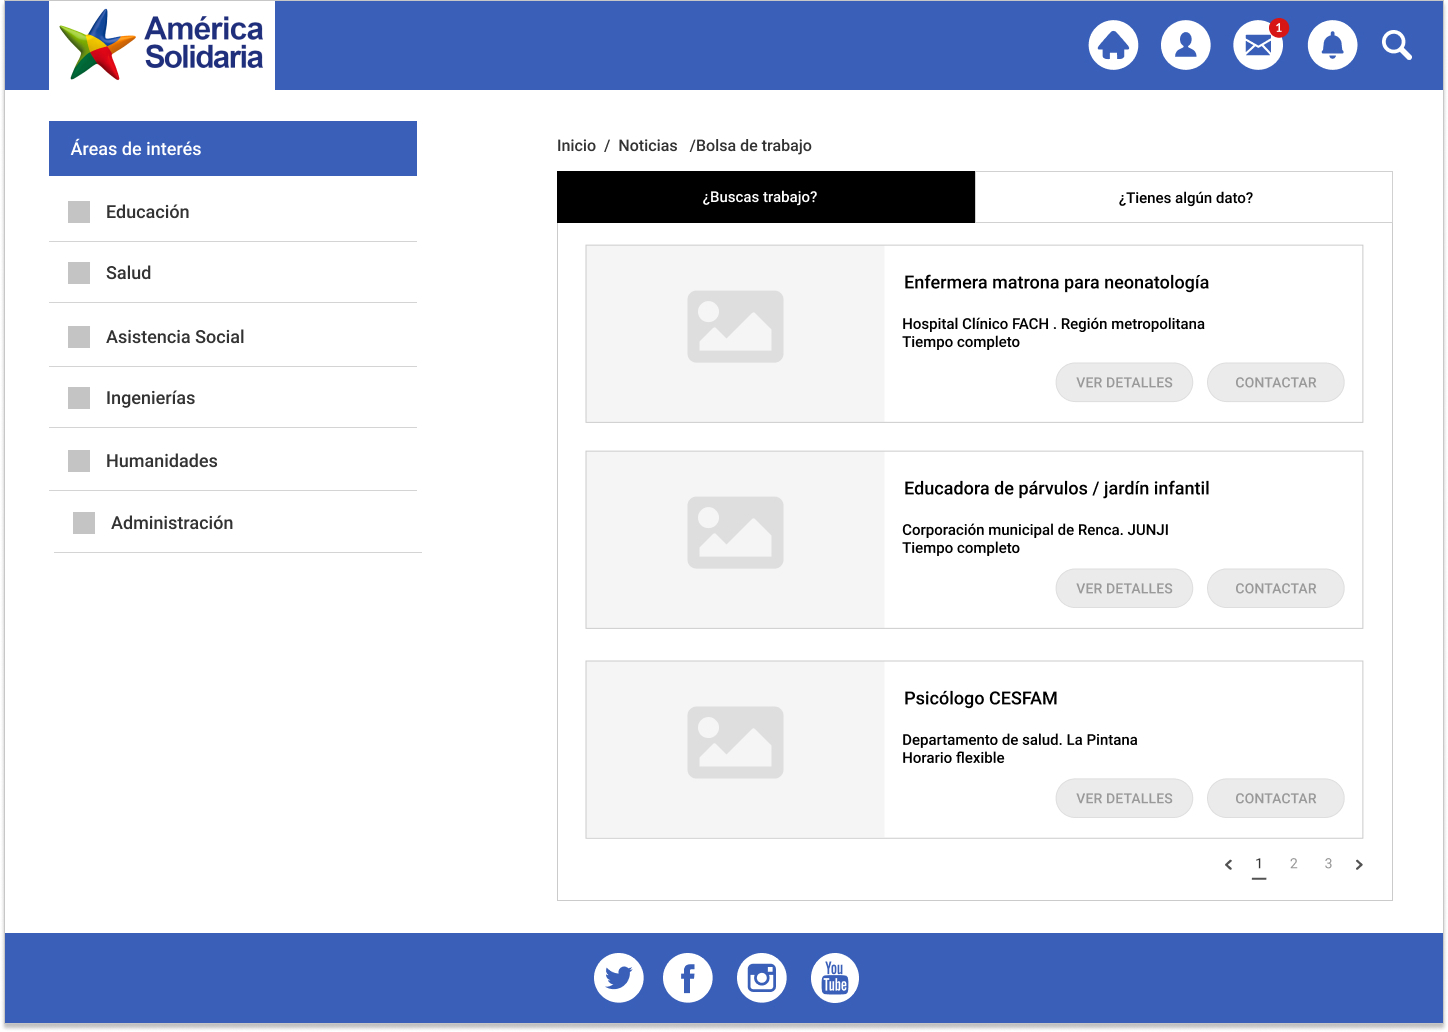 América
Solidaria
1
Áreas de interés
Educación
Salud
Asistencia Social
Ingenierías
Humanidades
Administración
Inicio / Noticias /Bolsa de trabajo
¿Buscas trabajo?
¿Tienes algún dato?
Enfermera matrona para neonatología
Hospital Clínico FACH . Región metropolitana
Tiempo completo
VER DETALLES
CONTACTAR
Educadora de párvulos / jardín infantil
Corporación municipal de Renca. JUNJI
Tiempo completo
VER DETALLES
CONTACTAR
Psicólogo CESFAM
Departamento de salud. La Pintana
Horario flexible
VER DETALLES
CONTACTAR
1 2 3
You
Tube